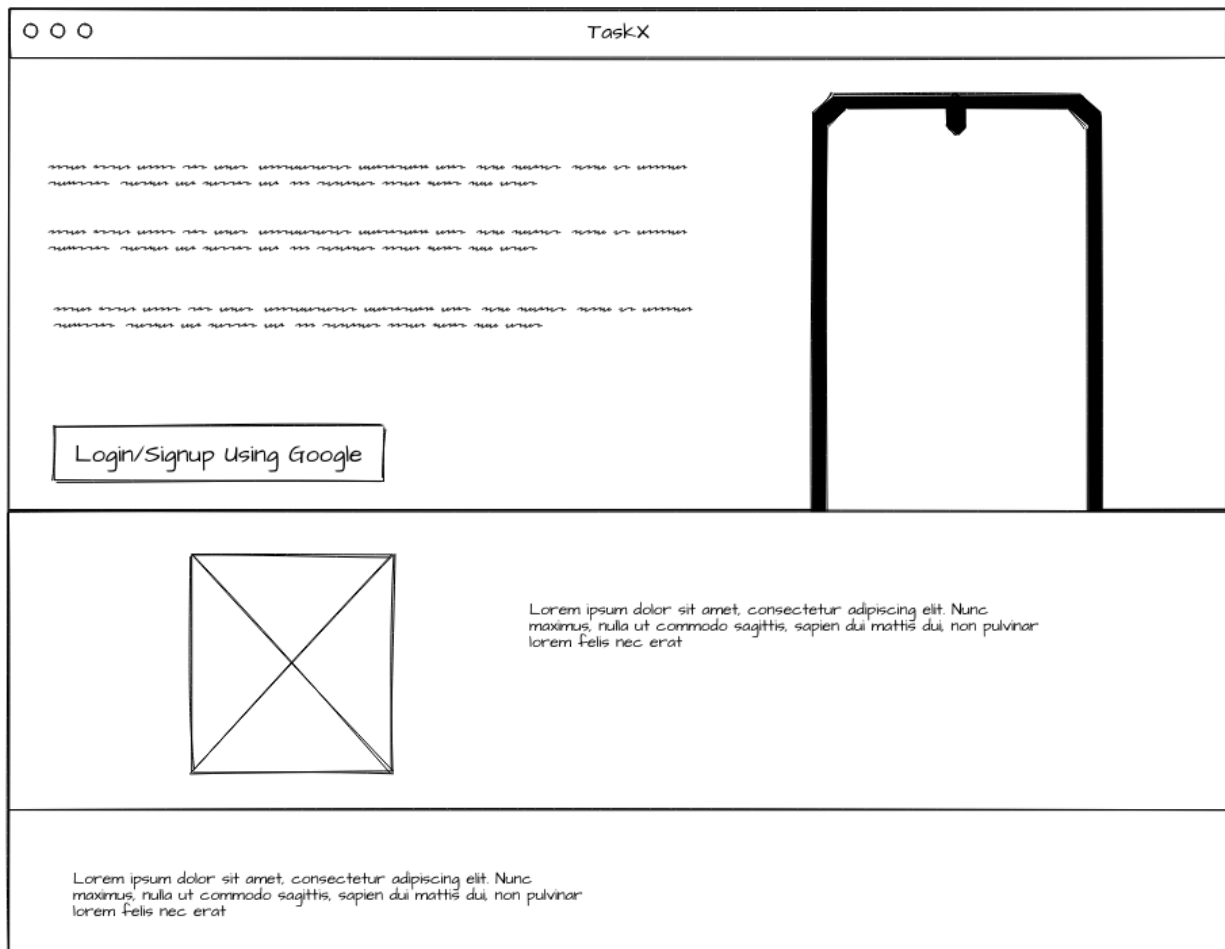 TaskX
Login/Signup Using Google
Lorem ipsum dolor sit amet, consectetur adipiscing elit. Nunc
maximus, nulla ut commodo sagittis, sapien dui mattis dui, non pulvinar
lorem felis nec erat
Lorem ipsum dolor sit amet, consectetur adipiscing elit. Nunc
maximus, nulla ut commodo sagittis, sapien dui mattis dui, non pulvinar
lorem felis nec erat